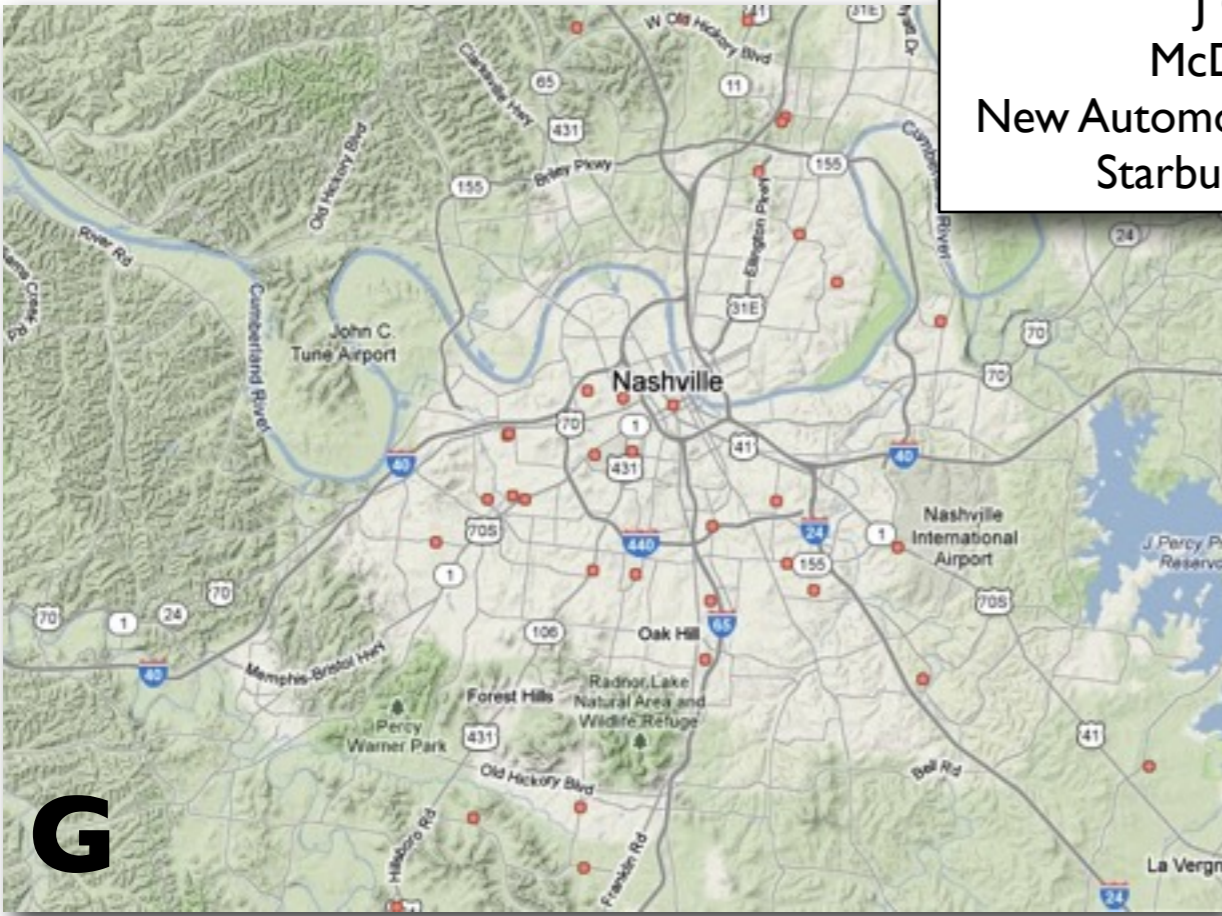 J
McD
New Automo
Starbu
W Old Hickory Blvd
41
31E
Clarksville Hwy
65
11
431
Old Hickory Blvd
Briley Pkwy
155
155
Cumberland River
River Rd
Ellington Pkwy
24
31E
Cumberland River
John C.
Tune Airport
70
70
Nashville
70
1
41
431
40
40
70S
440
24
1
Nashville
International
Airport
J Percy P
Reservo
155
1
70S
70
1
24
70
65
106
Oak Hill
40
Memphis-Bristol Hwy
Radnor Lake
Natural Area and
Wildlife Refuge
Forest Hills
Percy
Warner Park
431
41
Old Hickory Blvd
Bell Rd
G
Hillsboro Rd
Franklin Rd
La Vergn
24